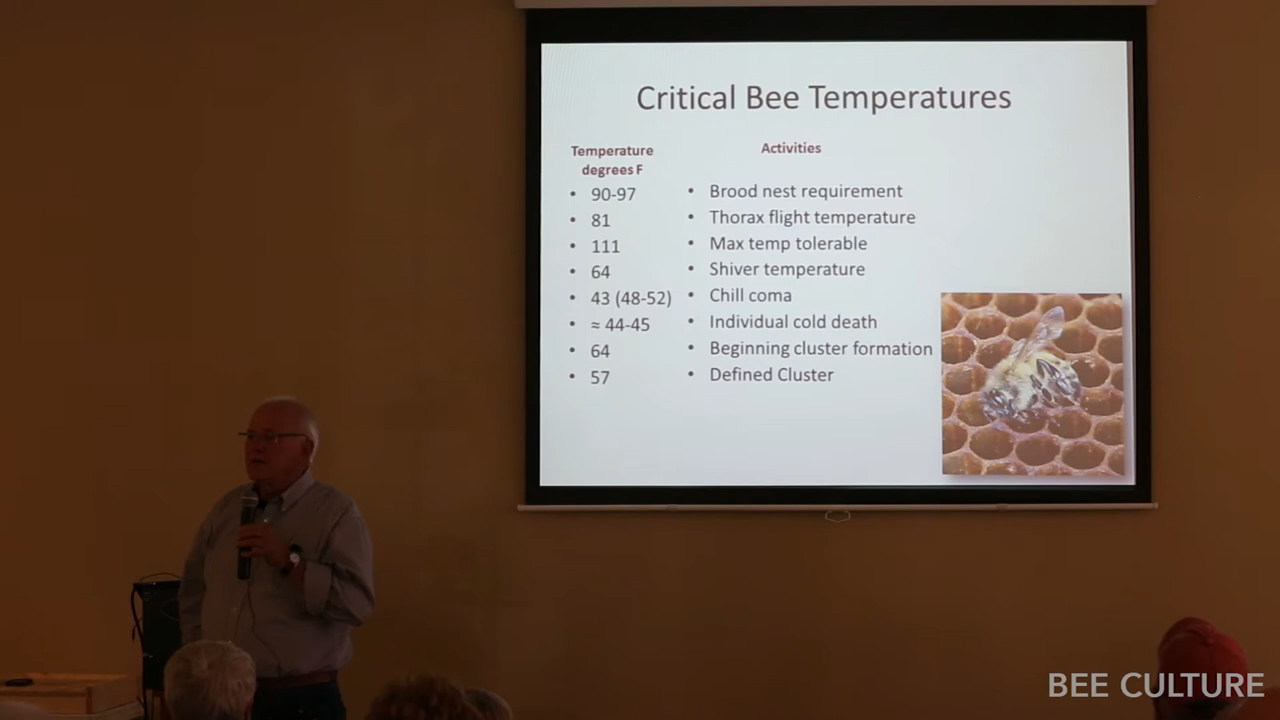 Critical Bee Temperatures
Temperature
degrees F
Activities
• 90-97 • Brood nest requirement
• 81 • Thorax flight temperature
• 111 • Max temp tolerable
• 64 • Shiver temperature
• 43 (48-52) • Chill coma
• ≈ 44-45 • Individual cold death
• 64 • Beginning cluster formation
• 57 • Defined Cluster
BEE CULTURE